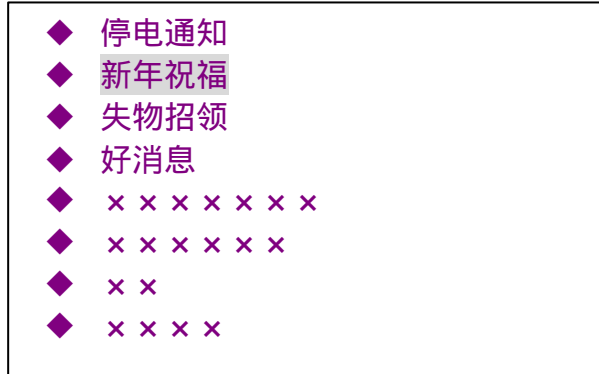 ◆ 停电通知
◆ 新年祝福
◆ 失物招领
◆ 好消息
◆ × × × × × × ×
◆ × × × × × ×
◆ × ×
◆ × × × ×